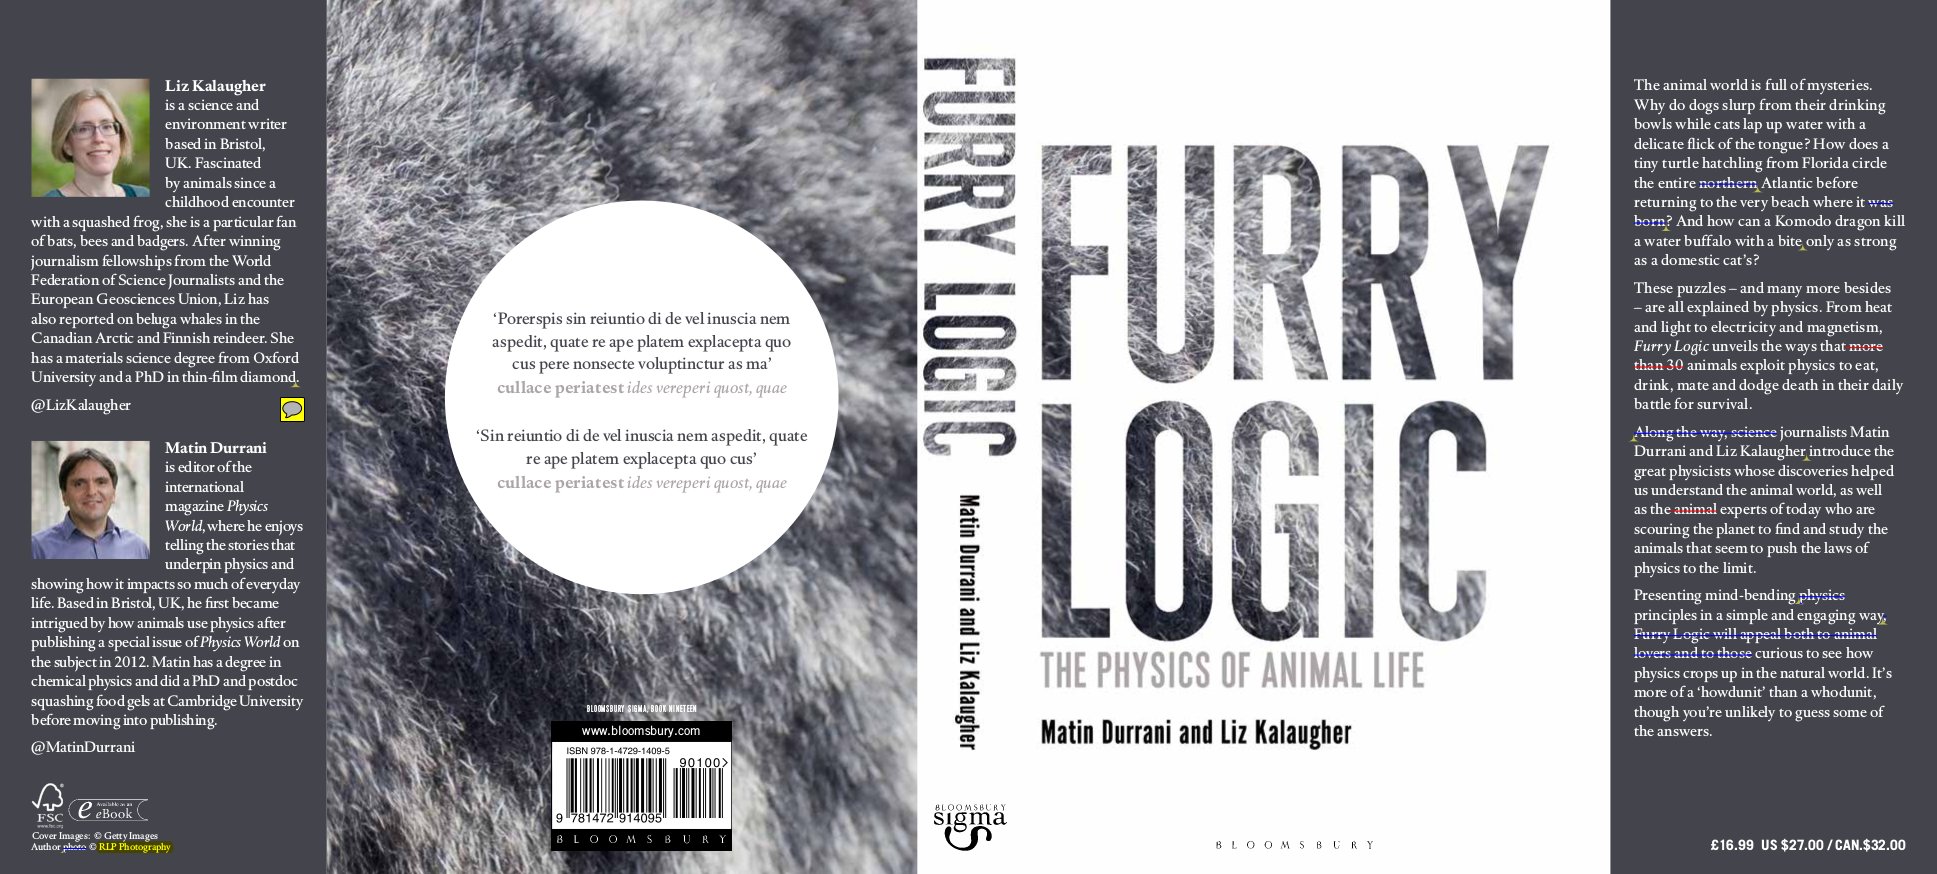 Liz Kalaugher
is a science and
environment writer
based in Bristol,
UK. Fascinated
by animals since a
childhood encounter
with a squashed frog, she is a particular fan
of bats, bees and badgers. After winning
journalism fellowships from the World
Federation of Science Journalists and the
European Geosciences Union, Liz has
also reported on beluga whales in the
Canadian Arctic and Finnish reindeer. She
has a materials science degree from Oxford
University and a PhD in thin-film diamond.
@LizKalaugher
Matin Durrani
is editor of the
international
magazine Physics
World, where he enjoys
telling the stories that
underpin physics and
showing how it impacts so much of everyday
life. Based in Bristol, UK, he first became
intrigued by how animals use physics after
publishing a special issue of Physics World on
the subject in 2012. Matin has a degree in
chemical physics and did a PhD and postdoc
squashing food gels at Cambridge University
before moving into publishing.
@MatinDurrani
FSC
www.fsc.org
Available as an
e eBook
Cover Images: © Getty Images
Author photo © RLP Photography
‘Porerspis sin reiuntio di de vel inuscia nem
aspedit, quate re ape platem explacepta quo
cus pere nonsecte voluptinctur as ma’
cullace periatest ides vereperi quost, quae
‘Sin reiuntio di de vel inuscia nem aspedit, quate
re ape platem explacepta quo cus’
cullace periatest ides vereperi quost, quae
BLOOMSBURY SIGMA, BOOK NINETEEN
www.bloomsbury.com
ISBN 978-1-4729-1409-5
90100>
9 781472 914095
BLOOMSBURY
FURRY LOGIC
Matin Durrani and Liz Kalaugher
BLOOMSBURY
sigma
FURRY
LOGIC
THE PHYSICS OF ANIMAL LIFE
Matin Durrani and Liz Kalaugher
BLOOMSBURY
The animal world is full of mysteries.
Why do dogs slurp from their drinking
bowls while cats lap up water with a
delicate flick of the tongue? How does a
tiny turtle hatchling from Florida circle
the entire northern Atlantic before
returning to the very beach where it was
born? And how can a Komodo dragon kill
a water buffalo with a bite only as strong
as a domestic cat’s?
These puzzles – and many more besides
– are all explained by physics. From heat
and light to electricity and magnetism,
Furry Logic unveils the ways that more
than 30 animals exploit physics to eat,
drink, mate and dodge death in their daily
battle for survival.
Along the way, science journalists Matin
Durrani and Liz Kalaugher introduce the
great physicists whose discoveries helped
us understand the animal world, as well
as the animal experts of today who are
scouring the planet to find and study the
animals that seem to push the laws of
physics to the limit.
Presenting mind-bending physics
principles in a simple and engaging way,
Furry Logic will appeal both to animal
lovers and to those curious to see how
physics crops up in the natural world. It’s
more of a ‘howdunit’ than a whodunit,
though you’re unlikely to guess some of
the answers.
£16.99 US $27.00 / CAN.$32.00